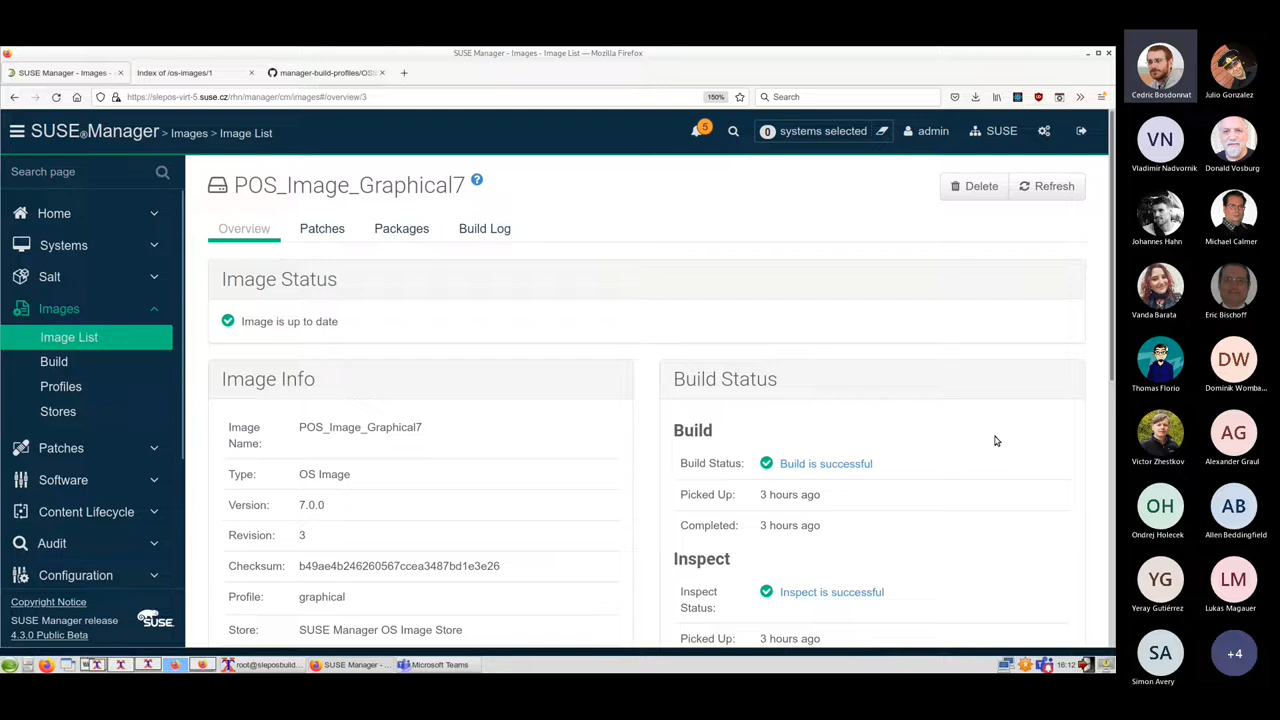 SUSE Manager - Images - Image List — Mozilla Firefox
SUSE Manager - Images -
Index of /os-images/1
manager-build-profiles/OSI
https://slepos-virt-5.suse.cz/rhn/manager/cm/images#/overview/3
150%
Search
SUSE Manager > Images > Image List
5
0 systems selected
admin
SUSE
Search page
Home
Systems
Salt
Images
Image List
Build
Profiles
Stores
Patches
Software
Content Lifecycle
Audit
Configuration
Copyright Notice
SUSE Manager release
4.3.0 Public Beta
SUSE
POS_Image_Graphical7
Delete
Refresh
Overview
Patches
Packages
Build Log
Image Status
Image is up to date
Image Info
Image Name: POS_Image_Graphical7
Type: OS Image
Version: 7.0.0
Revision: 3
Checksum: b49ae4b246260567ccea3487bd1e3e26
Profile: graphical
Store: SUSE Manager OS Image Store
Build Status
Build
Build Status: Build is successful
Picked Up: 3 hours ago
Completed: 3 hours ago
Inspect
Inspect Status: Inspect is successful
Picked Up: 3 hours ago
root@sleposbuild...
SUSE Manager - ...
Microsoft Teams
16:12
Cedric Bosdonnat
Julio Gonzalez
VN
Vladimir Nadvornik
Donald Vosburg
Johannes Hahn
Michael Calmer
Vanda Barata
Eric Bischoff
Thomas Florio
DW
Dominik Womba...
Victor Zhestkov
AG
Alexander Graul
OH
Ondrej Holecek
AB
Allen Beddingfield
YG
Yeray Gutiérrez
LM
Lukas Magauer
SA
Simon Avery
+4